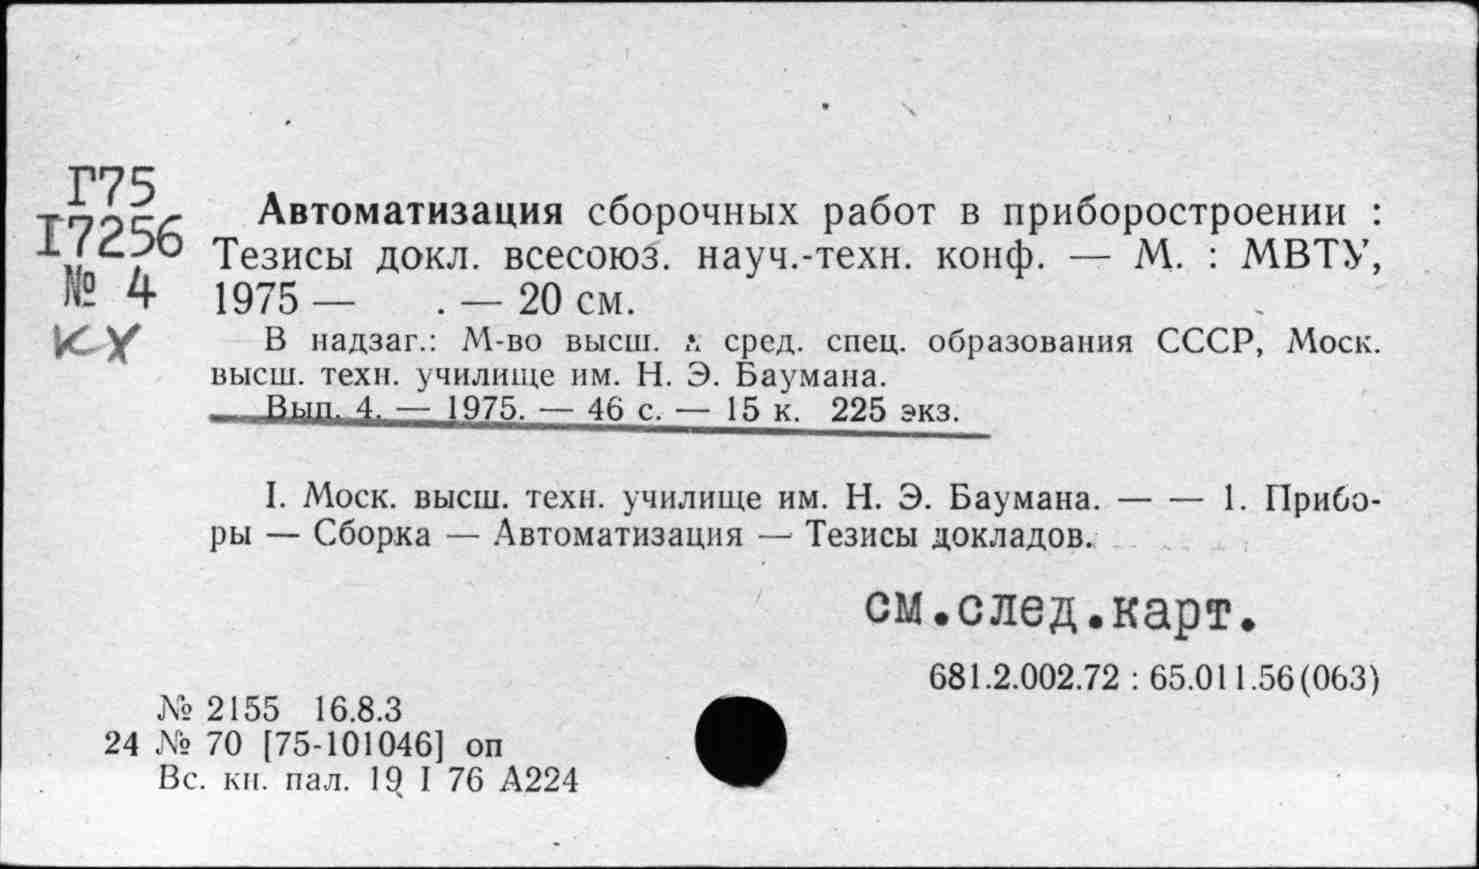 Г75
I7256
№ 4
КХ
Автоматизация сборочных работ в приборостроении :
Тезисы докл. всесоюз. науч.-техн. конф. — М. : МВТУ,
1975 — . — 20 см.
В надзаг.: М-во высш. и сред. спец. образования СССР, Моск.
высш. техн. училище им. Н. Э. Баумана.
Вып. 4. — 1975. — 46 с. — 15 к. 225 экз.
I. Моск. высш. техн. училище им. Н. Э. Баумана. — — 1. Прибо-
ры — Сборка — Автоматизация — Тезисы докладов.
см.след.карт.
681.2.002.72 : 65.011.56(063)
№ 2155 16.8.3
24 № 70 [75-101046] оп
Вс. кн. пал. 19 I 76 А224